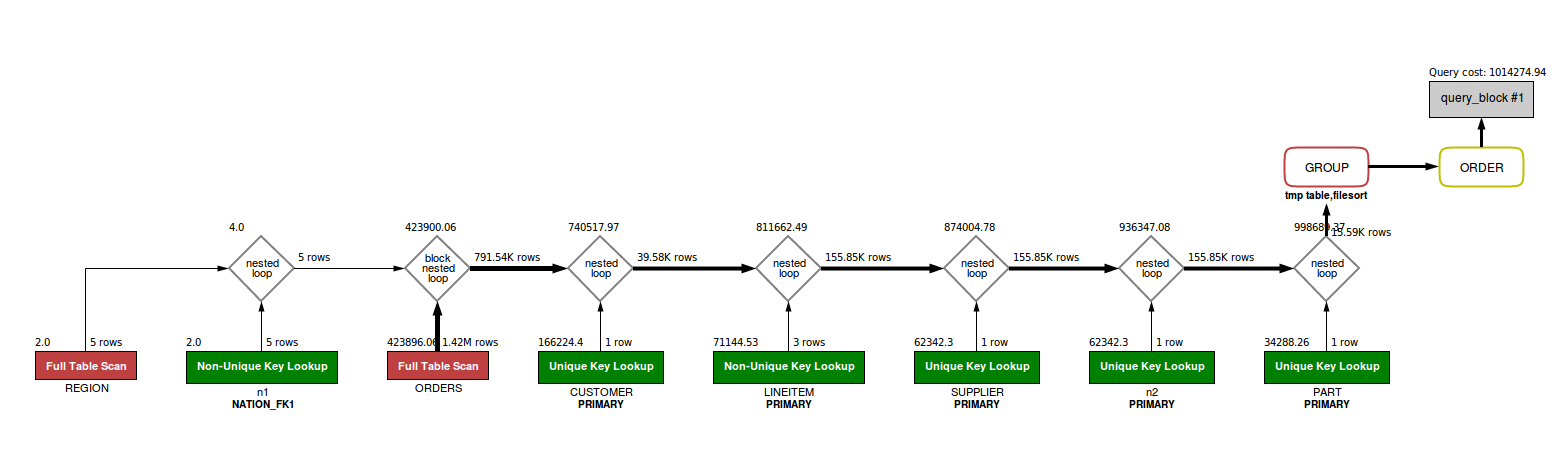 Query cost: 1014274.94
query_block #1
GROUP
ORDER
tmp table,filesort
4.0
423900.06
740517.97
811662.49
874004.78
936347.08
998689.37
15.59K rows
nested
loop
5 rows
block
nested
loop
791.54K rows
nested
loop
39.58K rows
nested
loop
155.85K rows
nested
loop
155.85K rows
nested
loop
155.85K rows
nested
loop
2.0
5 rows
2.0
5 rows
423896.06
1.42M rows
166224.4
1 row
71144.53
3 rows
62342.3
1 row
62342.3
1 row
34288.26
1 row
Full Table Scan
Non-Unique Key Lookup
Full Table Scan
Unique Key Lookup
Non-Unique Key Lookup
Unique Key Lookup
Unique Key Lookup
Unique Key Lookup
REGION
n1
NATION_FK1
ORDERS
CUSTOMER
PRIMARY
LINEITEM
PRIMARY
SUPPLIER
PRIMARY
n2
PRIMARY
PART
PRIMARY